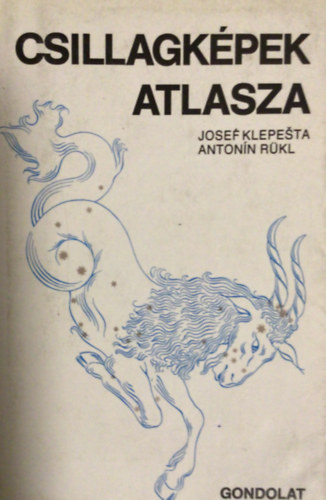 CSILLAGKÉPEK
ATLASZA
JOSEF KLEPEŠTA
ANTONÍN RÜKL
GONDOLAT